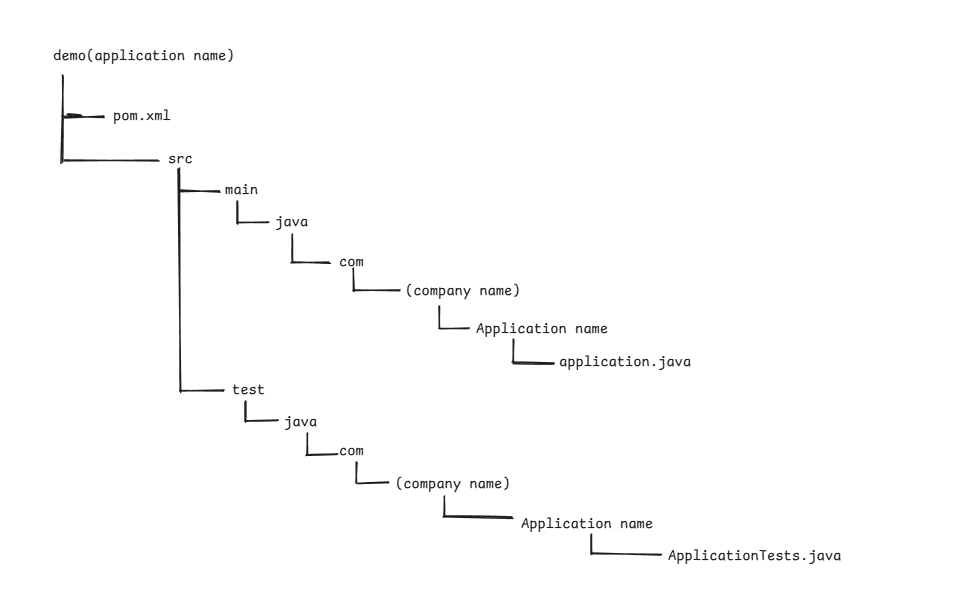 demo(application name)
pom.xml
src
main
java
com
(company name)
Application name
application.java
test
java
com
(company name)
Application name
ApplicationTests.java